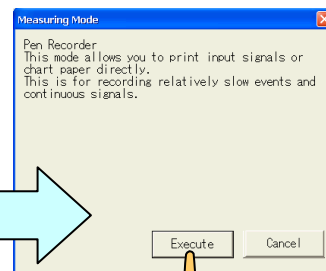 Measuring Mode
Pen Recorder
This mode allows you to print input signals or
chart paper directly.
This is for recording relatively slow events and
continuous signals.
Execute
Cancel